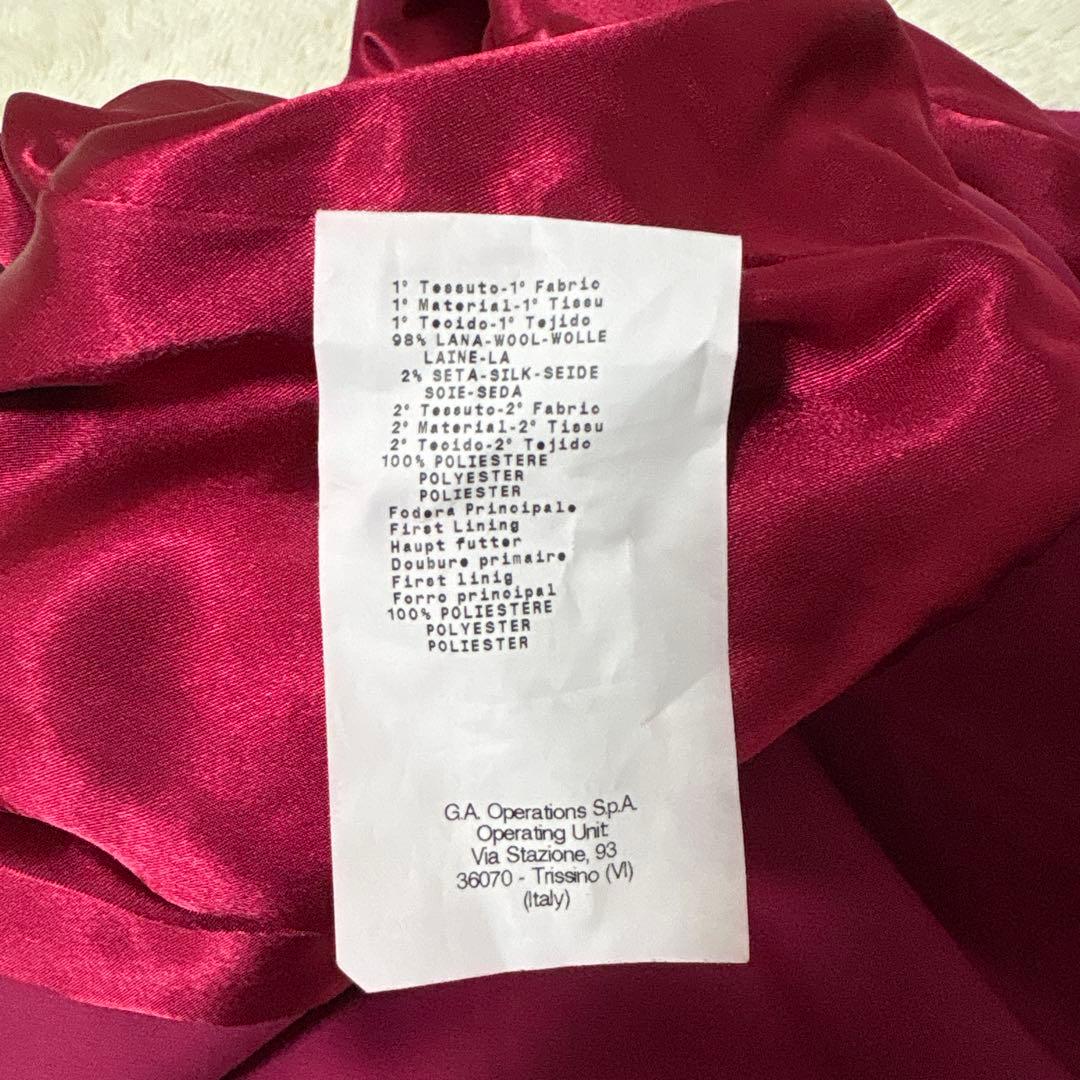 1° Tessuto-1° Fabric
1° Material-1° Tissu
1° Tecido-1° Tejido
98% LANA-WOOL-WOLLE
LAINE-LA
2% SETA-SILK-SEIDE
SOIE-SEDA
2° Tessuto-2° Fabric
2° Material-2° Tissu
2° Tecido-2° Tejido
100% POLIESTERE
POLYESTER
POLIESTER
Fodera Principale
First Lining
Haupt futter
Doubure primaire
First linig
Forro principal
100% POLIESTERE
POLYESTER
POLIESTER
G.A. Operations S.p.A.
Operating Unit:
Via Stazione, 93
36070 - Trissino (VI)
(Italy)